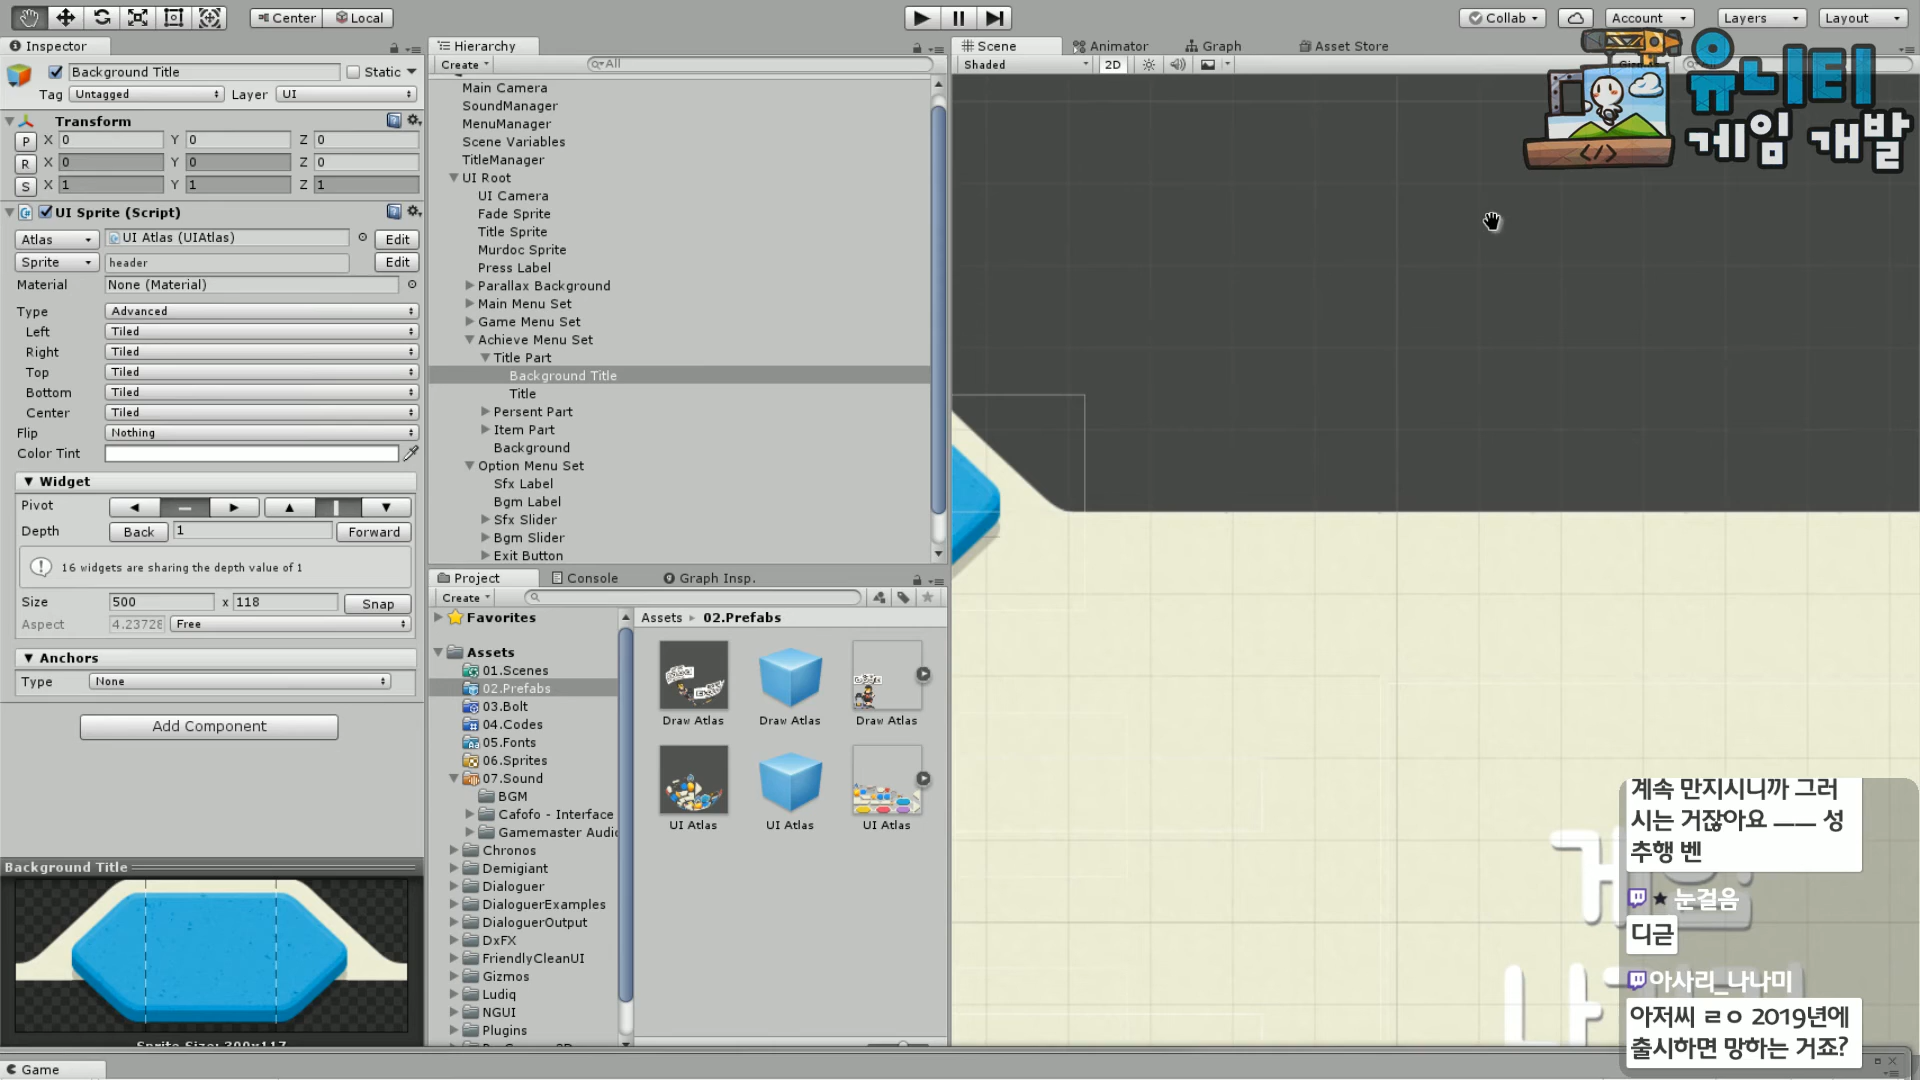 Center
Local
Collab
Account
Layers
Layout
Inspector
Background Title
Static
Tag
Untagged
Layer
UI
Transform
P
X 0
Y 0
Z 0
R
X 0
Y 0
Z 0
S
X 1
Y 1
Z 1
UI Sprite (Script)
Atlas
UI Atlas (UIAtlas)
Edit
Sprite
header
Edit
Material
None (Material)
Type
Advanced
Left
Tiled
Right
Tiled
Top
Tiled
Bottom
Tiled
Center
Tiled
Flip
Nothing
Color Tint
Widget
Pivot
Depth
Back
1
Forward
16 widgets are sharing the depth value of 1
Size
500
x 118
Snap
Aspect
4.23728
Free
Anchors
Type
None
Add Component
Background Title
Sprite Size: 300x117
Game
Hierarchy
Create
All
Main Camera
SoundManager
MenuManager
Scene Variables
TitleManager
UI Root
UI Camera
Fade Sprite
Title Sprite
Murdoc Sprite
Press Label
Parallax Background
Main Menu Set
Game Menu Set
Achieve Menu Set
Title Part
Background Title
Title
Persent Part
Item Part
Background
Option Menu Set
Sfx Label
Bgm Label
Sfx Slider
Bgm Slider
Exit Button
Project
Console
Graph Insp.
Create
Favorites
Assets
01.Scenes
02.Prefabs
03.Bolt
04.Codes
05.Fonts
06.Sprites
07.Sound
BGM
Cafofo - Interface
Gamemaster Audio
Chronos
Demigiant
Dialoguer
DialoguerExamples
DialoguerOutput
DxFX
FriendlyCleanUI
Gizmos
Ludiq
NGUI
Plugins
Assets
02.Prefabs
Draw Atlas
Draw Atlas
Draw Atlas
UI Atlas
UI Atlas
UI Atlas
Scene
Animator
Graph
Asset Store
Shaded
2D
유니티
게임 개발
</>
계속 만지시니까 그러
시는 거잖아요 ㅡㅡ 성
추행 벤
눈걸음
디귿
아사리_나나미
아저씨 ㄹㅇ 2019년에
출시하면 망하는 거죠?